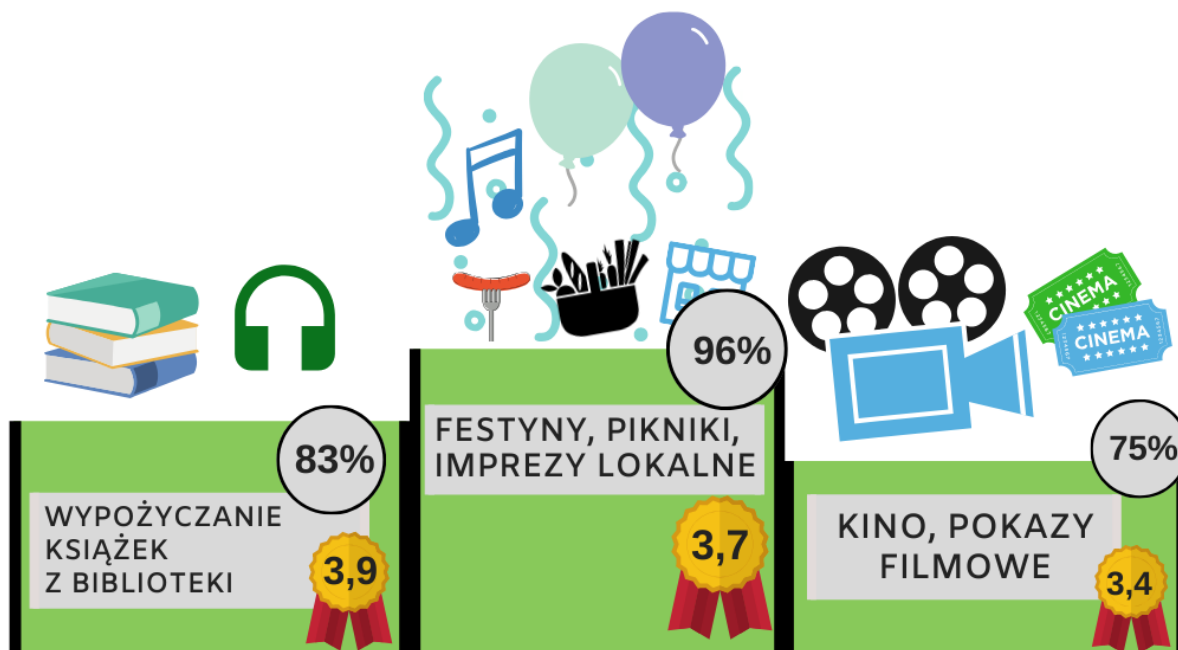 83%
WYPOŻYCZANIE
KSIĄŻEK
Z BIBLIOTEKI
3,9
96%
FESTYNY, PIKNIKI,
IMPREZY LOKALNE
3,7
CINEMA
CINEMA
75%
KINO, POKAZY
FILMOWE
3,4